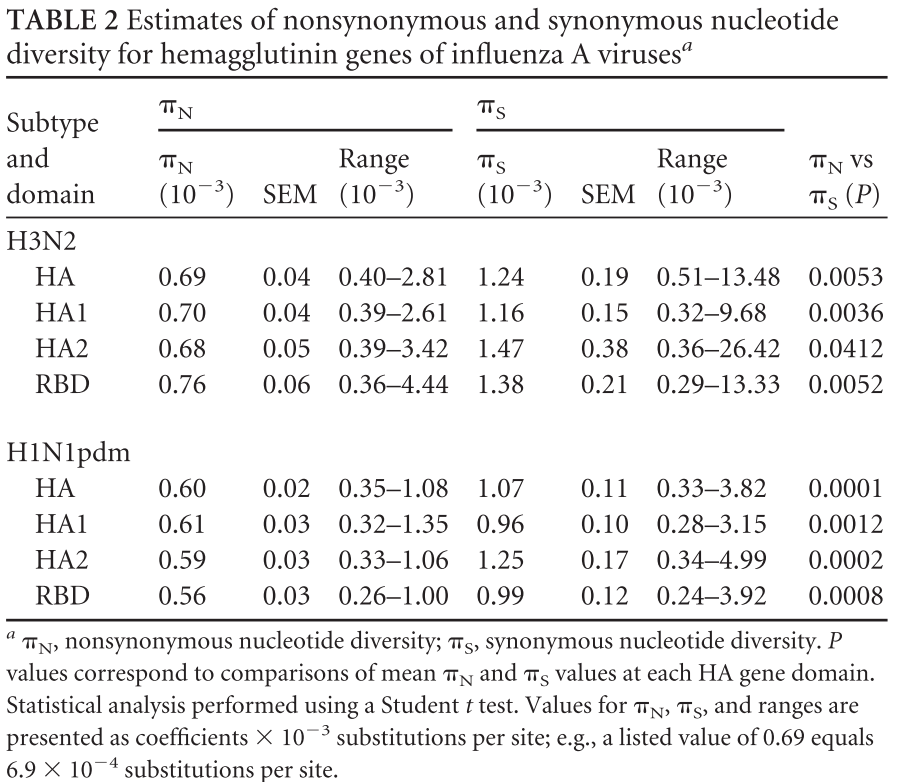 TABLE 2 Estimates of nonsynonymous and synonymous nucleotide
diversity for hemagglutinin genes of influenza A viruses^a
π_N π_S
Subtype
and π_N Range π_S Range π_N vs
domain (10⁻³) SEM (10⁻³) (10⁻³) SEM (10⁻³) π_S (P)
H3N2
HA 0.69 0.04 0.40–2.81 1.24 0.19 0.51–13.48 0.0053
HA1 0.70 0.04 0.39–2.61 1.16 0.15 0.32–9.68 0.0036
HA2 0.68 0.05 0.39–3.42 1.47 0.38 0.36–26.42 0.0412
RBD 0.76 0.06 0.36–4.44 1.38 0.21 0.29–13.33 0.0052
H1N1pdm
HA 0.60 0.02 0.35–1.08 1.07 0.11 0.33–3.82 0.0001
HA1 0.61 0.03 0.32–1.35 0.96 0.10 0.28–3.15 0.0012
HA2 0.59 0.03 0.33–1.06 1.25 0.17 0.34–4.99 0.0002
RBD 0.56 0.03 0.26–1.00 0.99 0.12 0.24–3.92 0.0008
^a π_N, nonsynonymous nucleotide diversity; π_S, synonymous nucleotide diversity. P
values correspond to comparisons of mean π_N and π_S values at each HA gene domain.
Statistical analysis performed using a Student t test. Values for π_N, π_S, and ranges are
presented as coefficients × 10⁻³ substitutions per site; e.g., a listed value of 0.69 equals
6.9 × 10⁻⁴ substitutions per site.